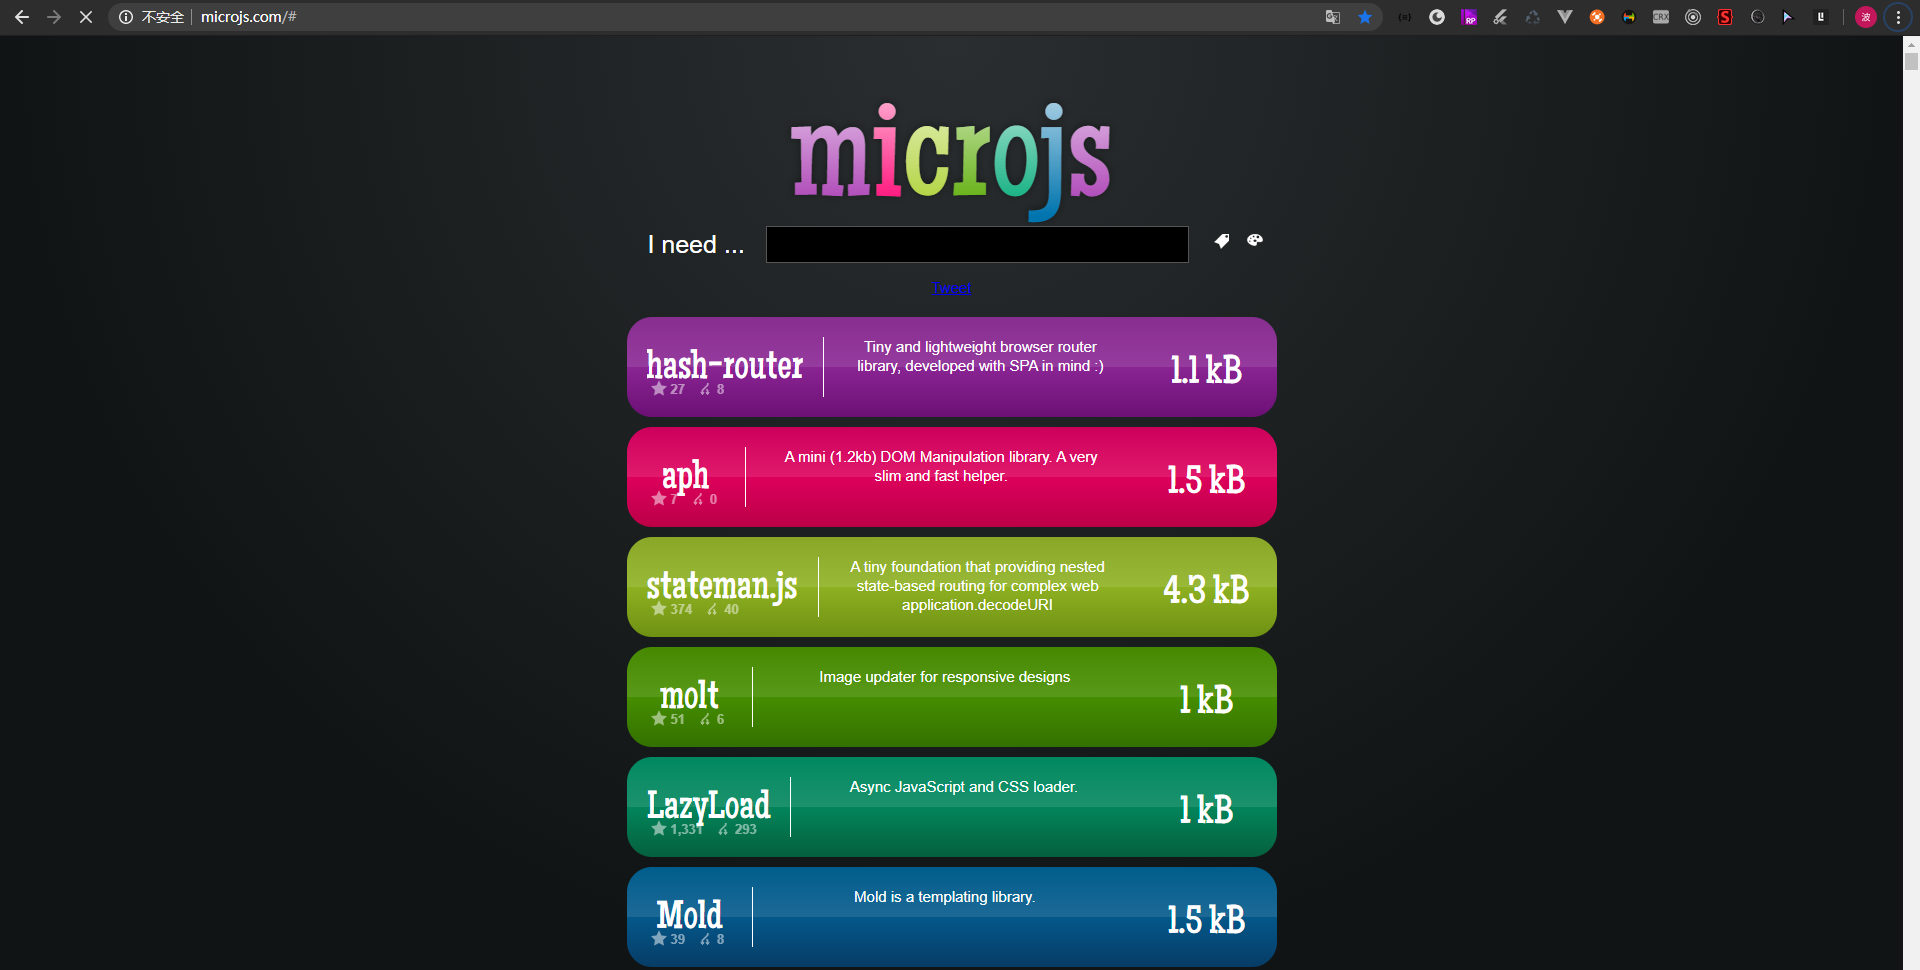 不安全 microjs.com/#
microjs
I need ...
Tweet
hash-router
27 8
Tiny and lightweight browser router
library, developed with SPA in mind :)
1.1 kB
aph
7 0
A mini (1.2kb) DOM Manipulation library. A very
slim and fast helper.
1.5 kB
stateman.js
374 40
A tiny foundation that providing nested
state-based routing for complex web
application.decodeURI
4.3 kB
molt
51 6
Image updater for responsive designs
1 kB
LazyLoad
1,331 293
Async JavaScript and CSS loader.
1 kB
Mold
39 8
Mold is a templating library.
1.5 kB